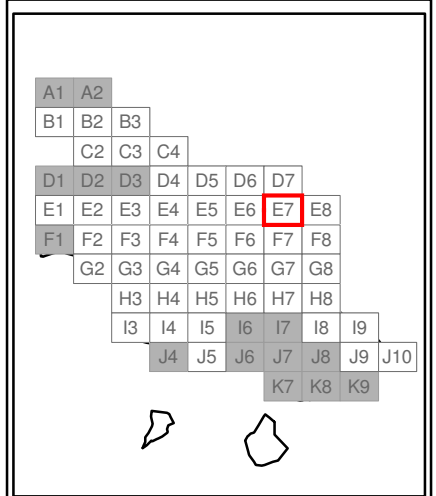 A1 A2
B1 B2 B3
C2 C3 C4
D1 D2 D3 D4 D5 D6 D7
E1 E2 E3 E4 E5 E6 E7 E8
F1 F2 F3 F4 F5 F6 F7 F8
G2 G3 G4 G5 G6 G7 G8
H3 H4 H5 H6 H7 H8
I3 I4 I5 I6 I7 I8 I9
J4 J5 J6 J7 J8 J9 J10
K7 K8 K9